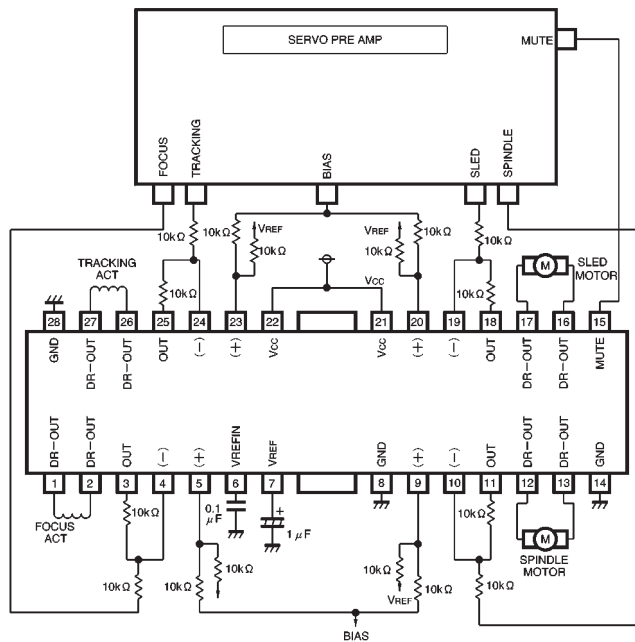 SERVO PRE AMP
MUTE
FOCUS
TRACKING
BIAS
SLED
SPINDLE
10kΩ
10kΩ
VREF
10kΩ
VREF
10kΩ
10kΩ
10kΩ
TRACKING
ACT
10kΩ
VCC
10kΩ
SLED
MOTOR
M
28
27
26
25
24
23
22
21
20
19
18
17
16
15
GND
DR-OUT
DR-OUT
OUT
(-)
(+)
VCC
VCC
(+)
(-)
OUT
DR-OUT
DR-OUT
MUTE
DR-OUT
DR-OUT
OUT
(-)
(+)
VREFIN
VREF
GND
(+)
(-)
OUT
DR-OUT
DR-OUT
GND
1
2
3
4
5
6
7
8
9
10
11
12
13
14
FOCUS
ACT
10kΩ
0.1
μF
+
1μF
10kΩ
M
SPINDLE
MOTOR
10kΩ
10kΩ
10kΩ
10kΩ
VREF
10kΩ
10kΩ
BIAS